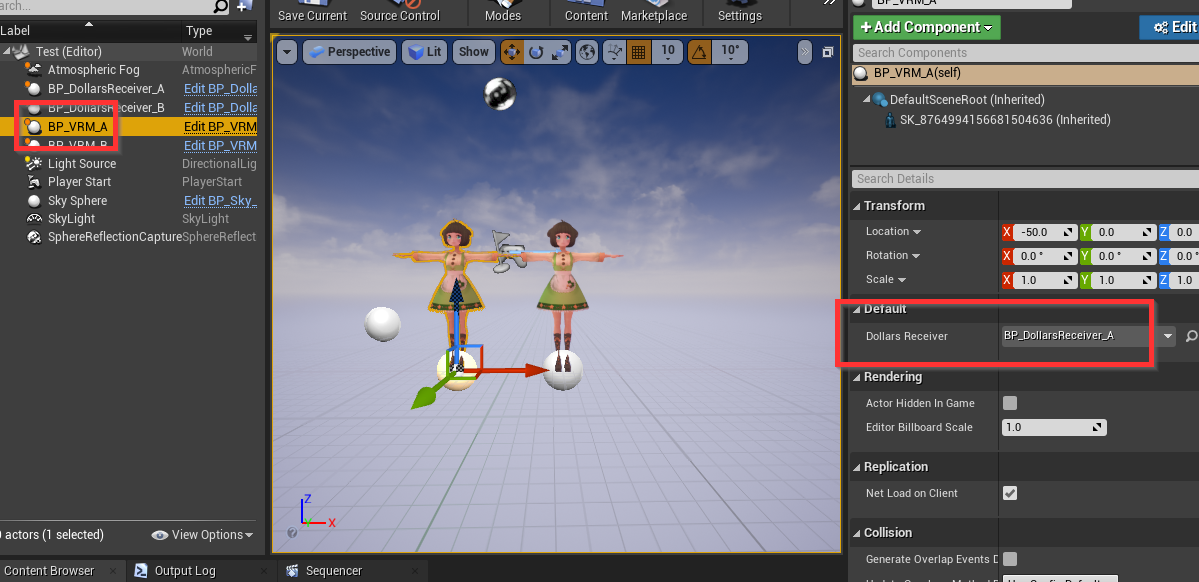 arch...
Label
Type
Test (Editor)
World
Atmospheric Fog
AtmosphericF
BP_DollarsReceiver_A
Edit BP_Dolla
BP_DollarsReceiver_B
Edit BP_Dolla
BP_VRM_A
Edit BP_VRM
BP_VRM_B
Edit BP_VRM
Light Source
DirectionalLig
Player Start
PlayerStart
Sky Sphere
Edit BP_Sky_
SkyLight
SkyLight
SphereReflectionCapture
SphereReflect
actors (1 selected)
View Options
Content Browser
Output Log
Sequencer
Save Current
Source Control
Modes
Content
Marketplace
Settings
Perspective
Lit
Show
10
10°
Z
X
BP_VRM_A
+Add Component
Edit
Search Components
BP_VRM_A(self)
DefaultSceneRoot (Inherited)
SK_8764994156681504636 (Inherited)
Search Details
Transform
Location
X -50.0 Y 0.0 Z 0.0
Rotation
X 0.0 ° Y 0.0 ° Z 0.0 °
Scale
X 1.0 Y 1.0 Z 1.0
Default
Dollars Receiver
BP_DollarsReceiver_A
Rendering
Actor Hidden In Game
Editor Billboard Scale
1.0
Replication
Net Load on Client
Collision
Generate Overlap Events D